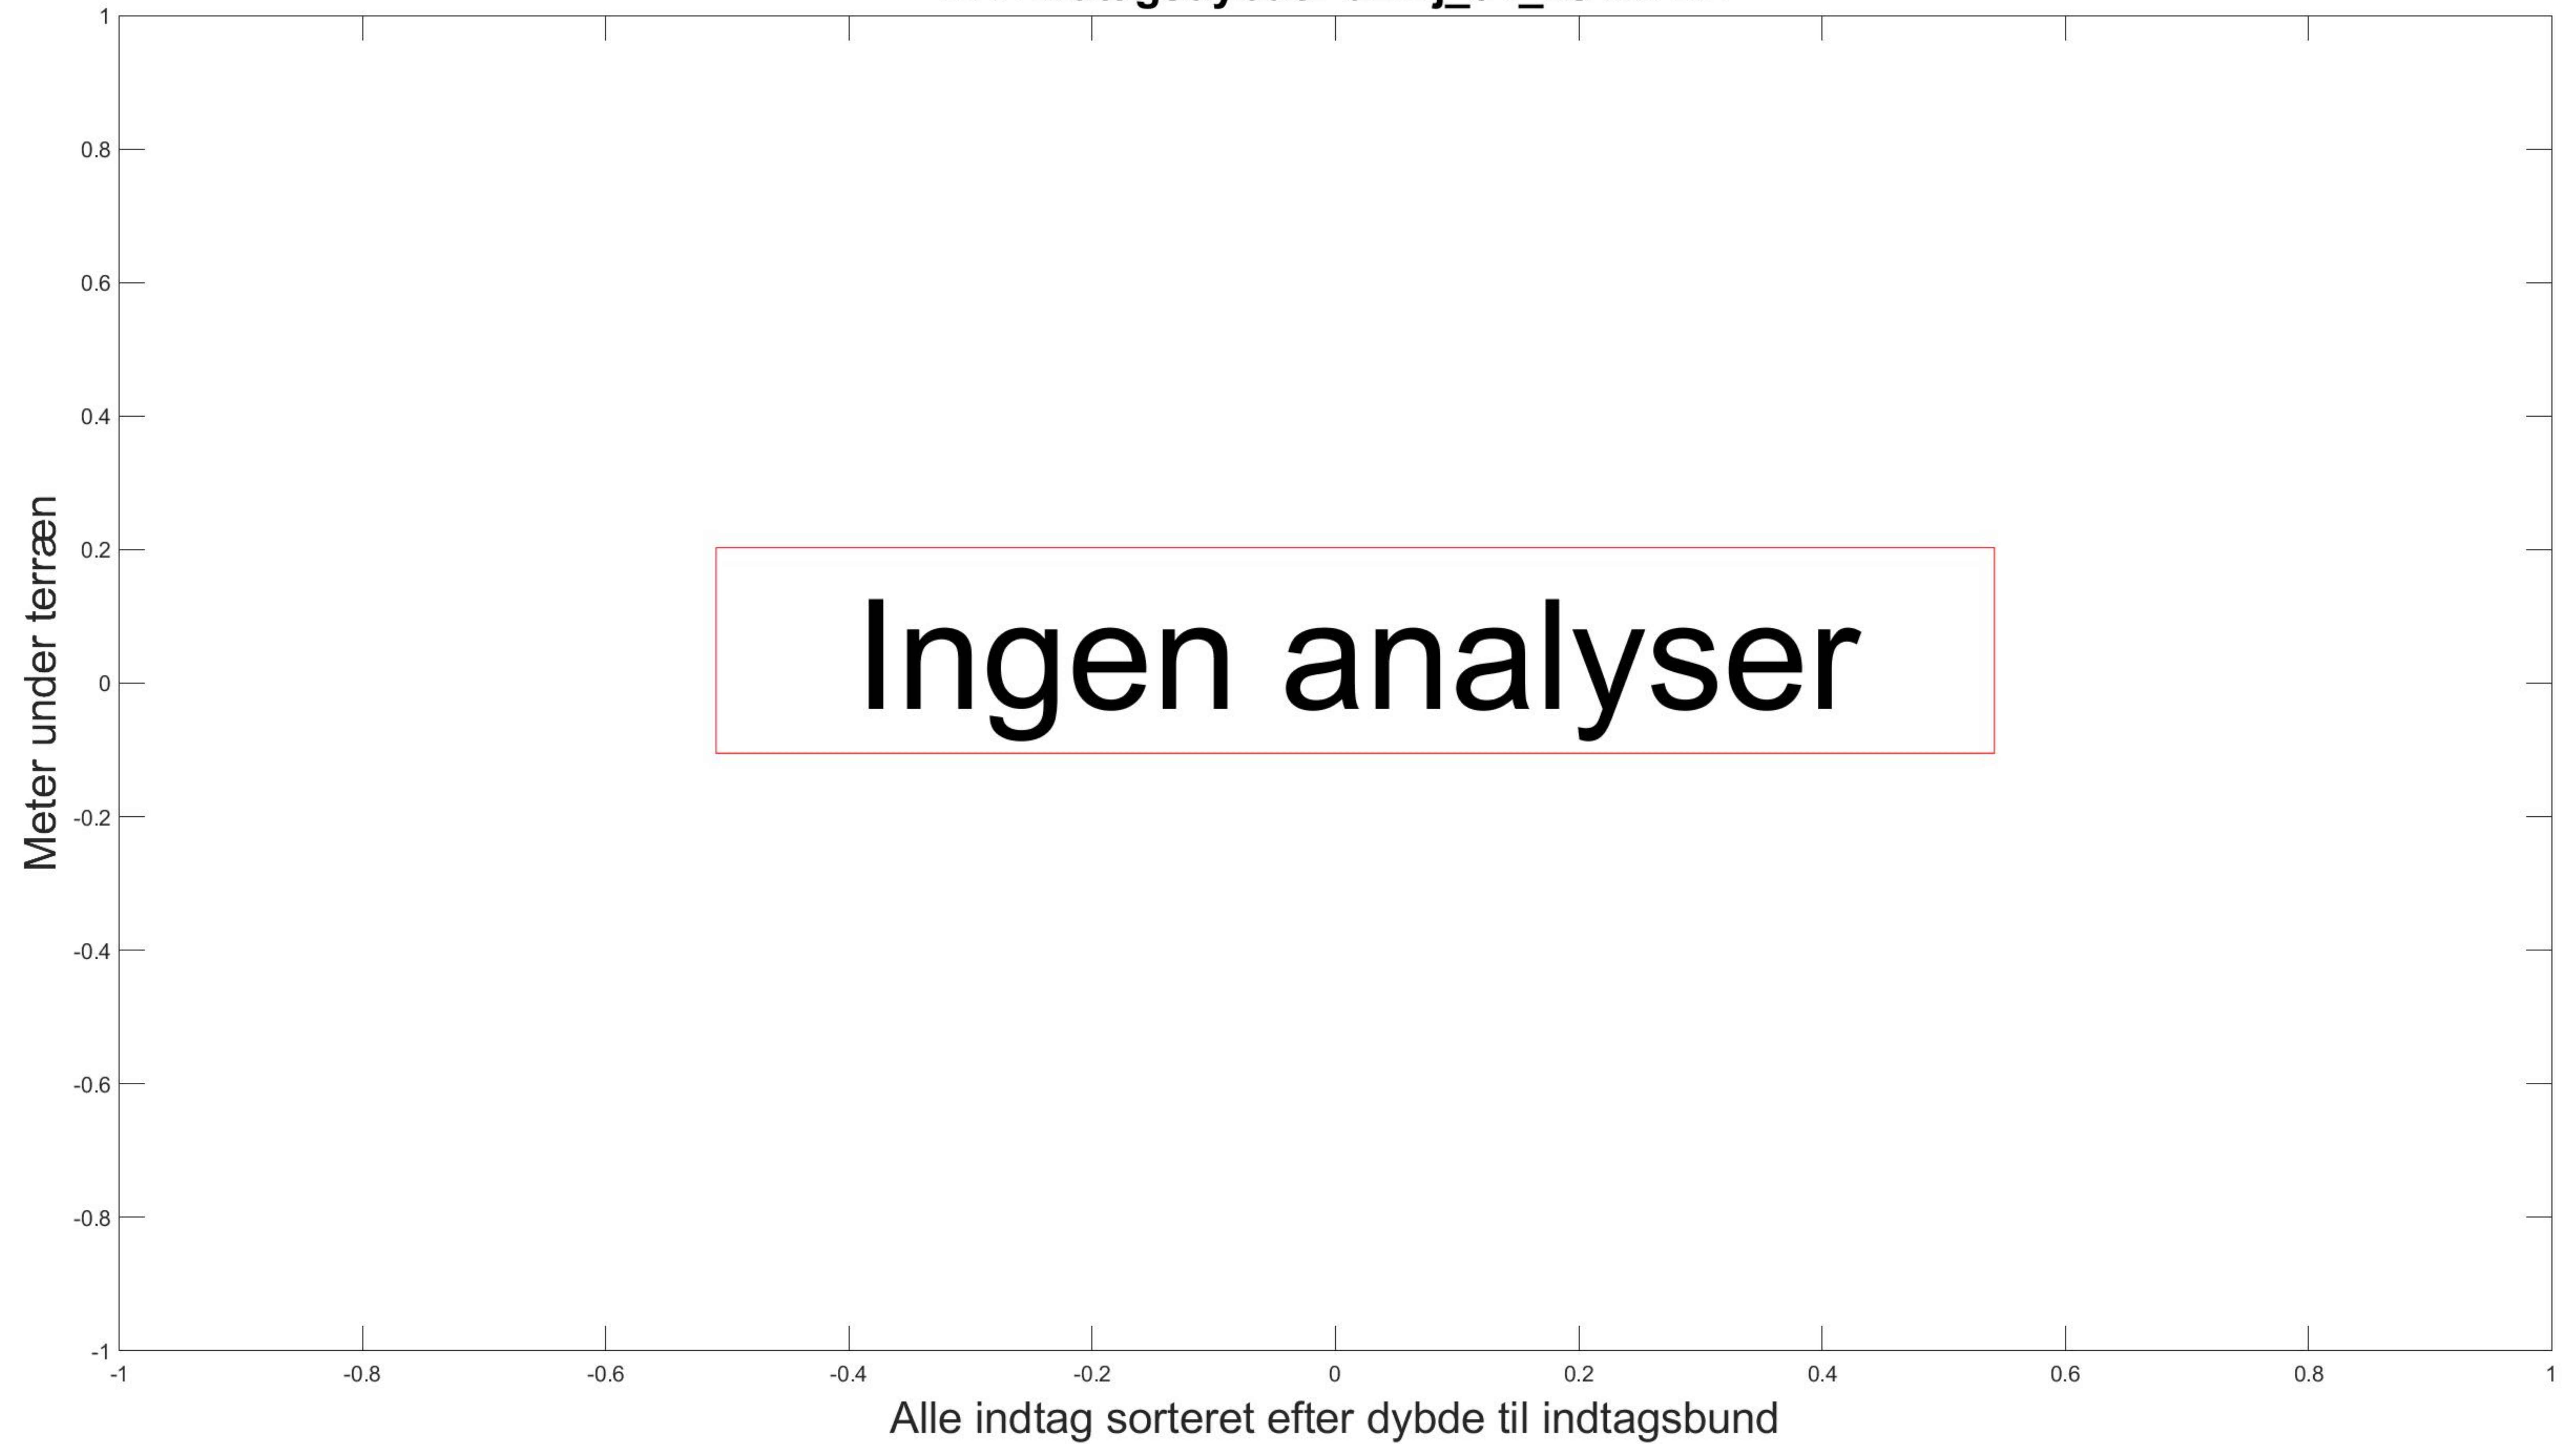 1
0.8
0.6
0.4
0.2
0
-0.2
-0.4
-0.6
-0.8
-1
Meter under terræn
Ingen analyser
-1 -0.8 -0.6 -0.4 -0.2 0 0.2 0.4 0.6 0.8 1
Alle indtag sorteret efter dybde til indtagsbund